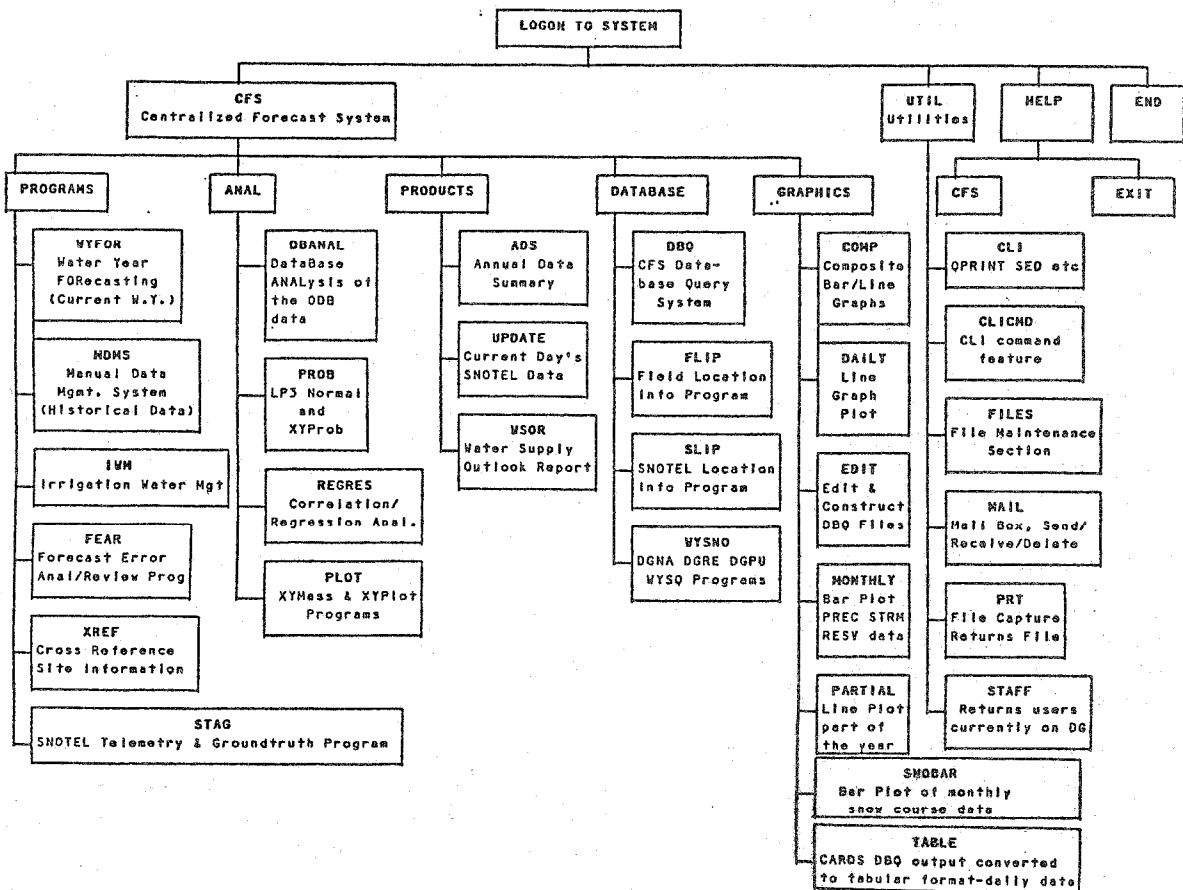 LOGON TO SYSTEM
CFS
Centralized Forecast System
UTIL
Utilities
HELP
END
PROGRAMS
ANAL
PRODUCTS
DATABASE
GRAPHICS
CFS
EXIT
WYFOR
Water Year
FORecasting
(Current W.Y.)
MDMS
Manual Data
Mgmt. System
(Historical Data)
IWM
Irrigation Water Mgt
FEAR
Forecast Error
Anal/Review Prog
XREF
Cross Reference
Site Information
STAG
SNOTEL Telemetry & Groundtruth Program
DBANAL
DataBase
ANALysis of
the ODB
data
PROB
LP3 Normal
and
XYProb
REGRES
Correlation/
Regression Anal.
PLOT
XYMass & XYPlot
Programs
ADS
Annual Data
Summary
UPDATE
Current Day's
SNOTEL Data
WSOR
Water Supply
Outlook Report
DBQ
CFS Data-
base Query
System
FLIP
Field Location
Info Program
SLIP
SNOTEL Location
Info Program
WYSNO
DGNA DGRE DGPU
WYSQ Programs
COMP
Composite
Bar/Line
Graphs
DAILY
Line
Graph
Plot
EDIT
Edit &
Construct
DBQ Files
MONTHLY
Bar Plot
PREC STRM
RESV data
PARTIAL
Line Plot
part of
the year
SNOBAR
Bar Plot of monthly
snow course data
TABLE
CARDS DBQ output converted
to tabular format-daily data
CLI
QPRINT SED etc
CLICMD
CLI command
feature
FILES
File Maintenance
Section
MAIL
Mail Box, Send/
Receive/Delete
PRT
File Capture
Returns File
STAFF
Returns users
currently on DG